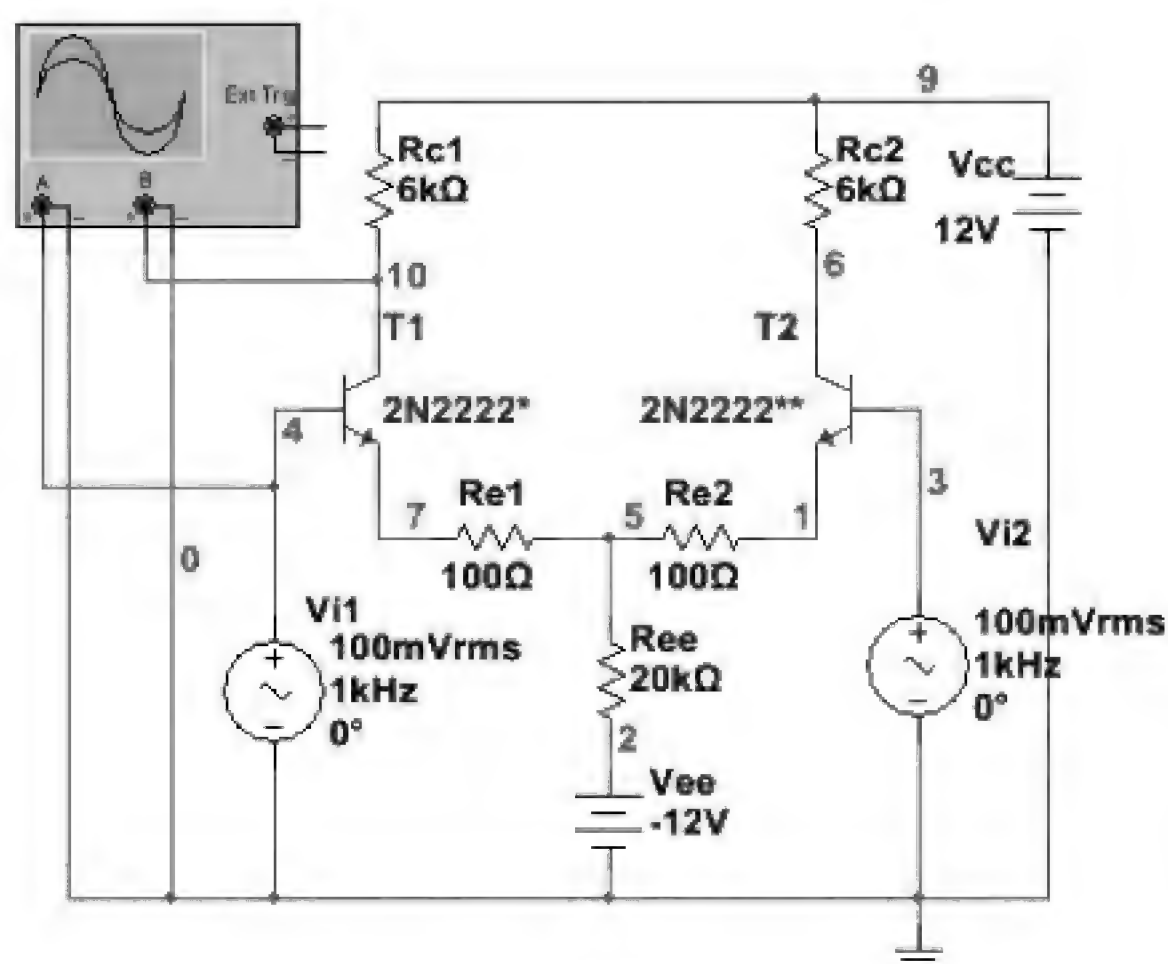 Ext Trg
+
_
A
B
+
_
+
_
9
Rc1
6kΩ
Rc2
6kΩ
Vcc
12V
10
6
T1
T2
2N2222*
2N2222**
4
3
Re1
Re2
7
5
1
100Ω
100Ω
0
Vi1
100mVrms
1kHz
0°
Ree
20kΩ
2
Vee
-12V
Vi2
100mVrms
1kHz
0°